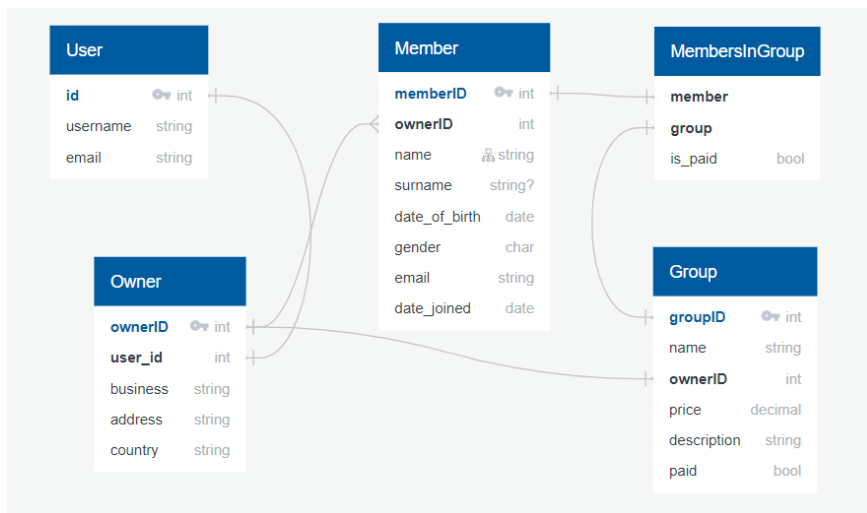 User
id int
username string
email string
Member
memberID int
ownerID int
name string
surname string?
date_of_birth date
gender char
email string
date_joined date
MembersInGroup
member
group
is_paid bool
Owner
ownerID int
user_id int
business string
address string
country string
Group
groupID int
name string
ownerID int
price decimal
description string
paid bool